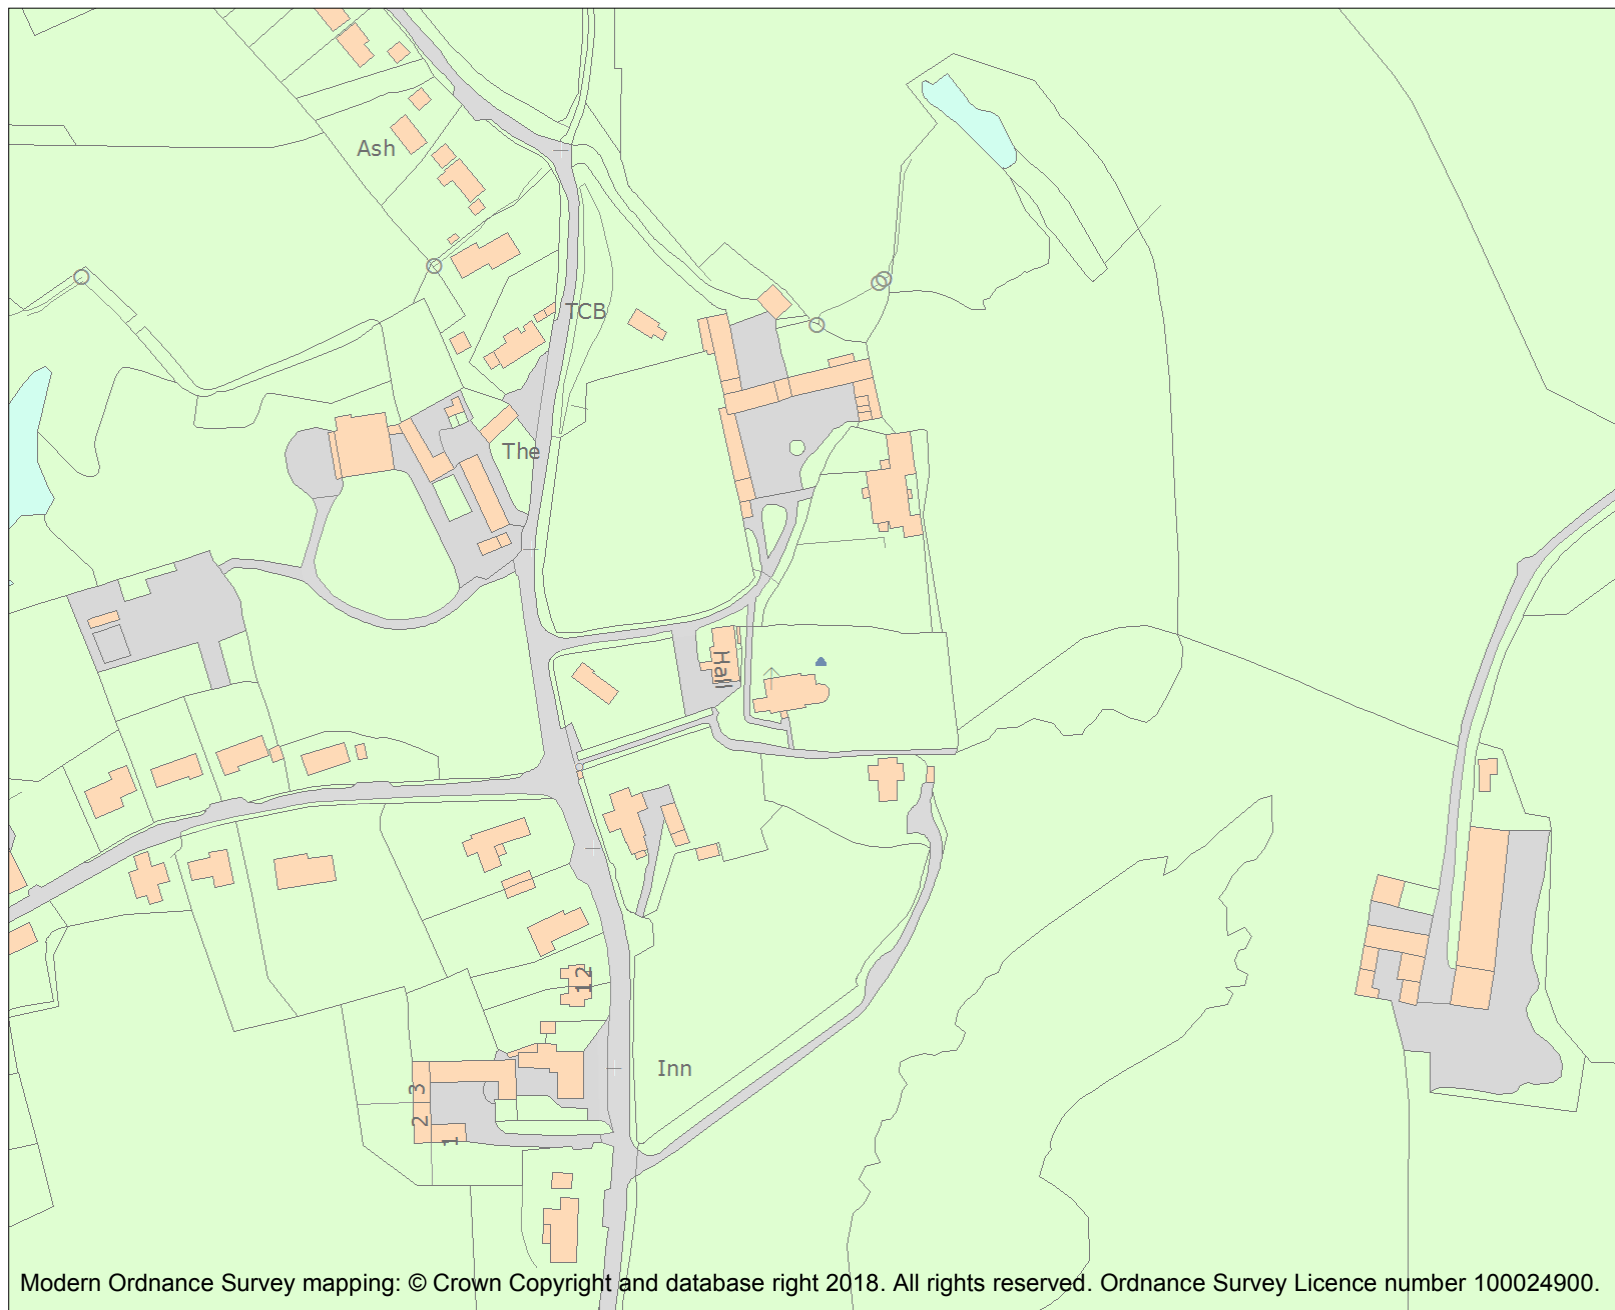 Ash
TCB
The
Hall
12
Inn
3
2
1
Modern Ordnance Survey mapping: © Crown Copyright and database right 2018. All rights reserved. Ordnance Survey Licence number 100024900.